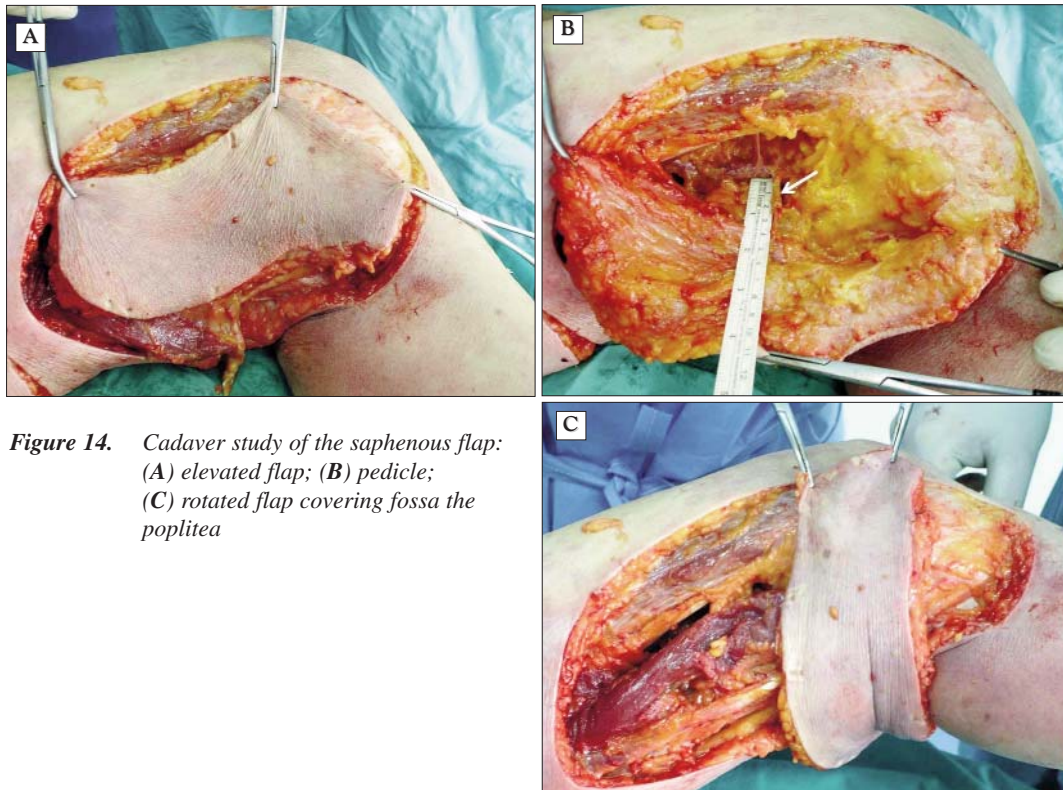 A
B
C
Figure 14. Cadaver study of the saphenous flap:
(A) elevated flap; (B) pedicle;
(C) rotated flap covering fossa the
poplitea